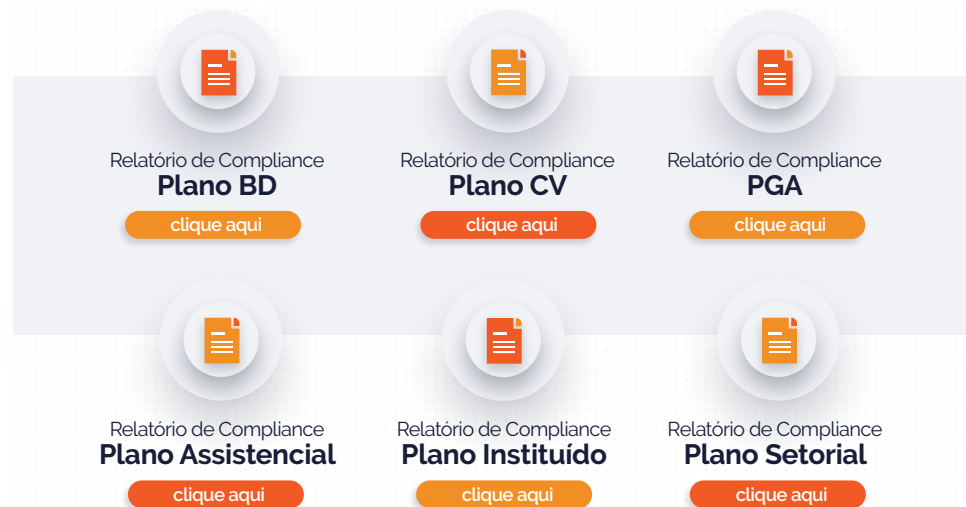 Relatório de Compliance
Plano BD
clique aqui
Relatório de Compliance
Plano CV
clique aqui
Relatório de Compliance
PGA
clique aqui
Relatório de Compliance
Plano Assistencial
clique aqui
Relatório de Compliance
Plano Instituído
clique aqui
Relatório de Compliance
Plano Setorial
clique aqui